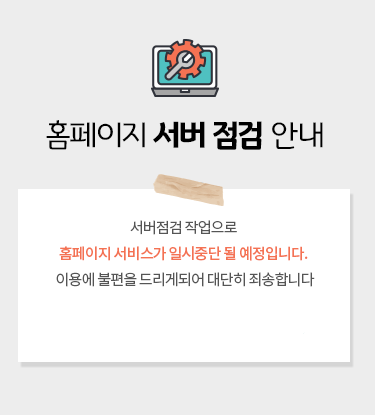 홈페이지 서버 점검 안내
서버점검 작업으로
홈페이지 서비스가 일시중단 될 예정입니다.
이용에 불편을 드리게되어 대단히 죄송합니다